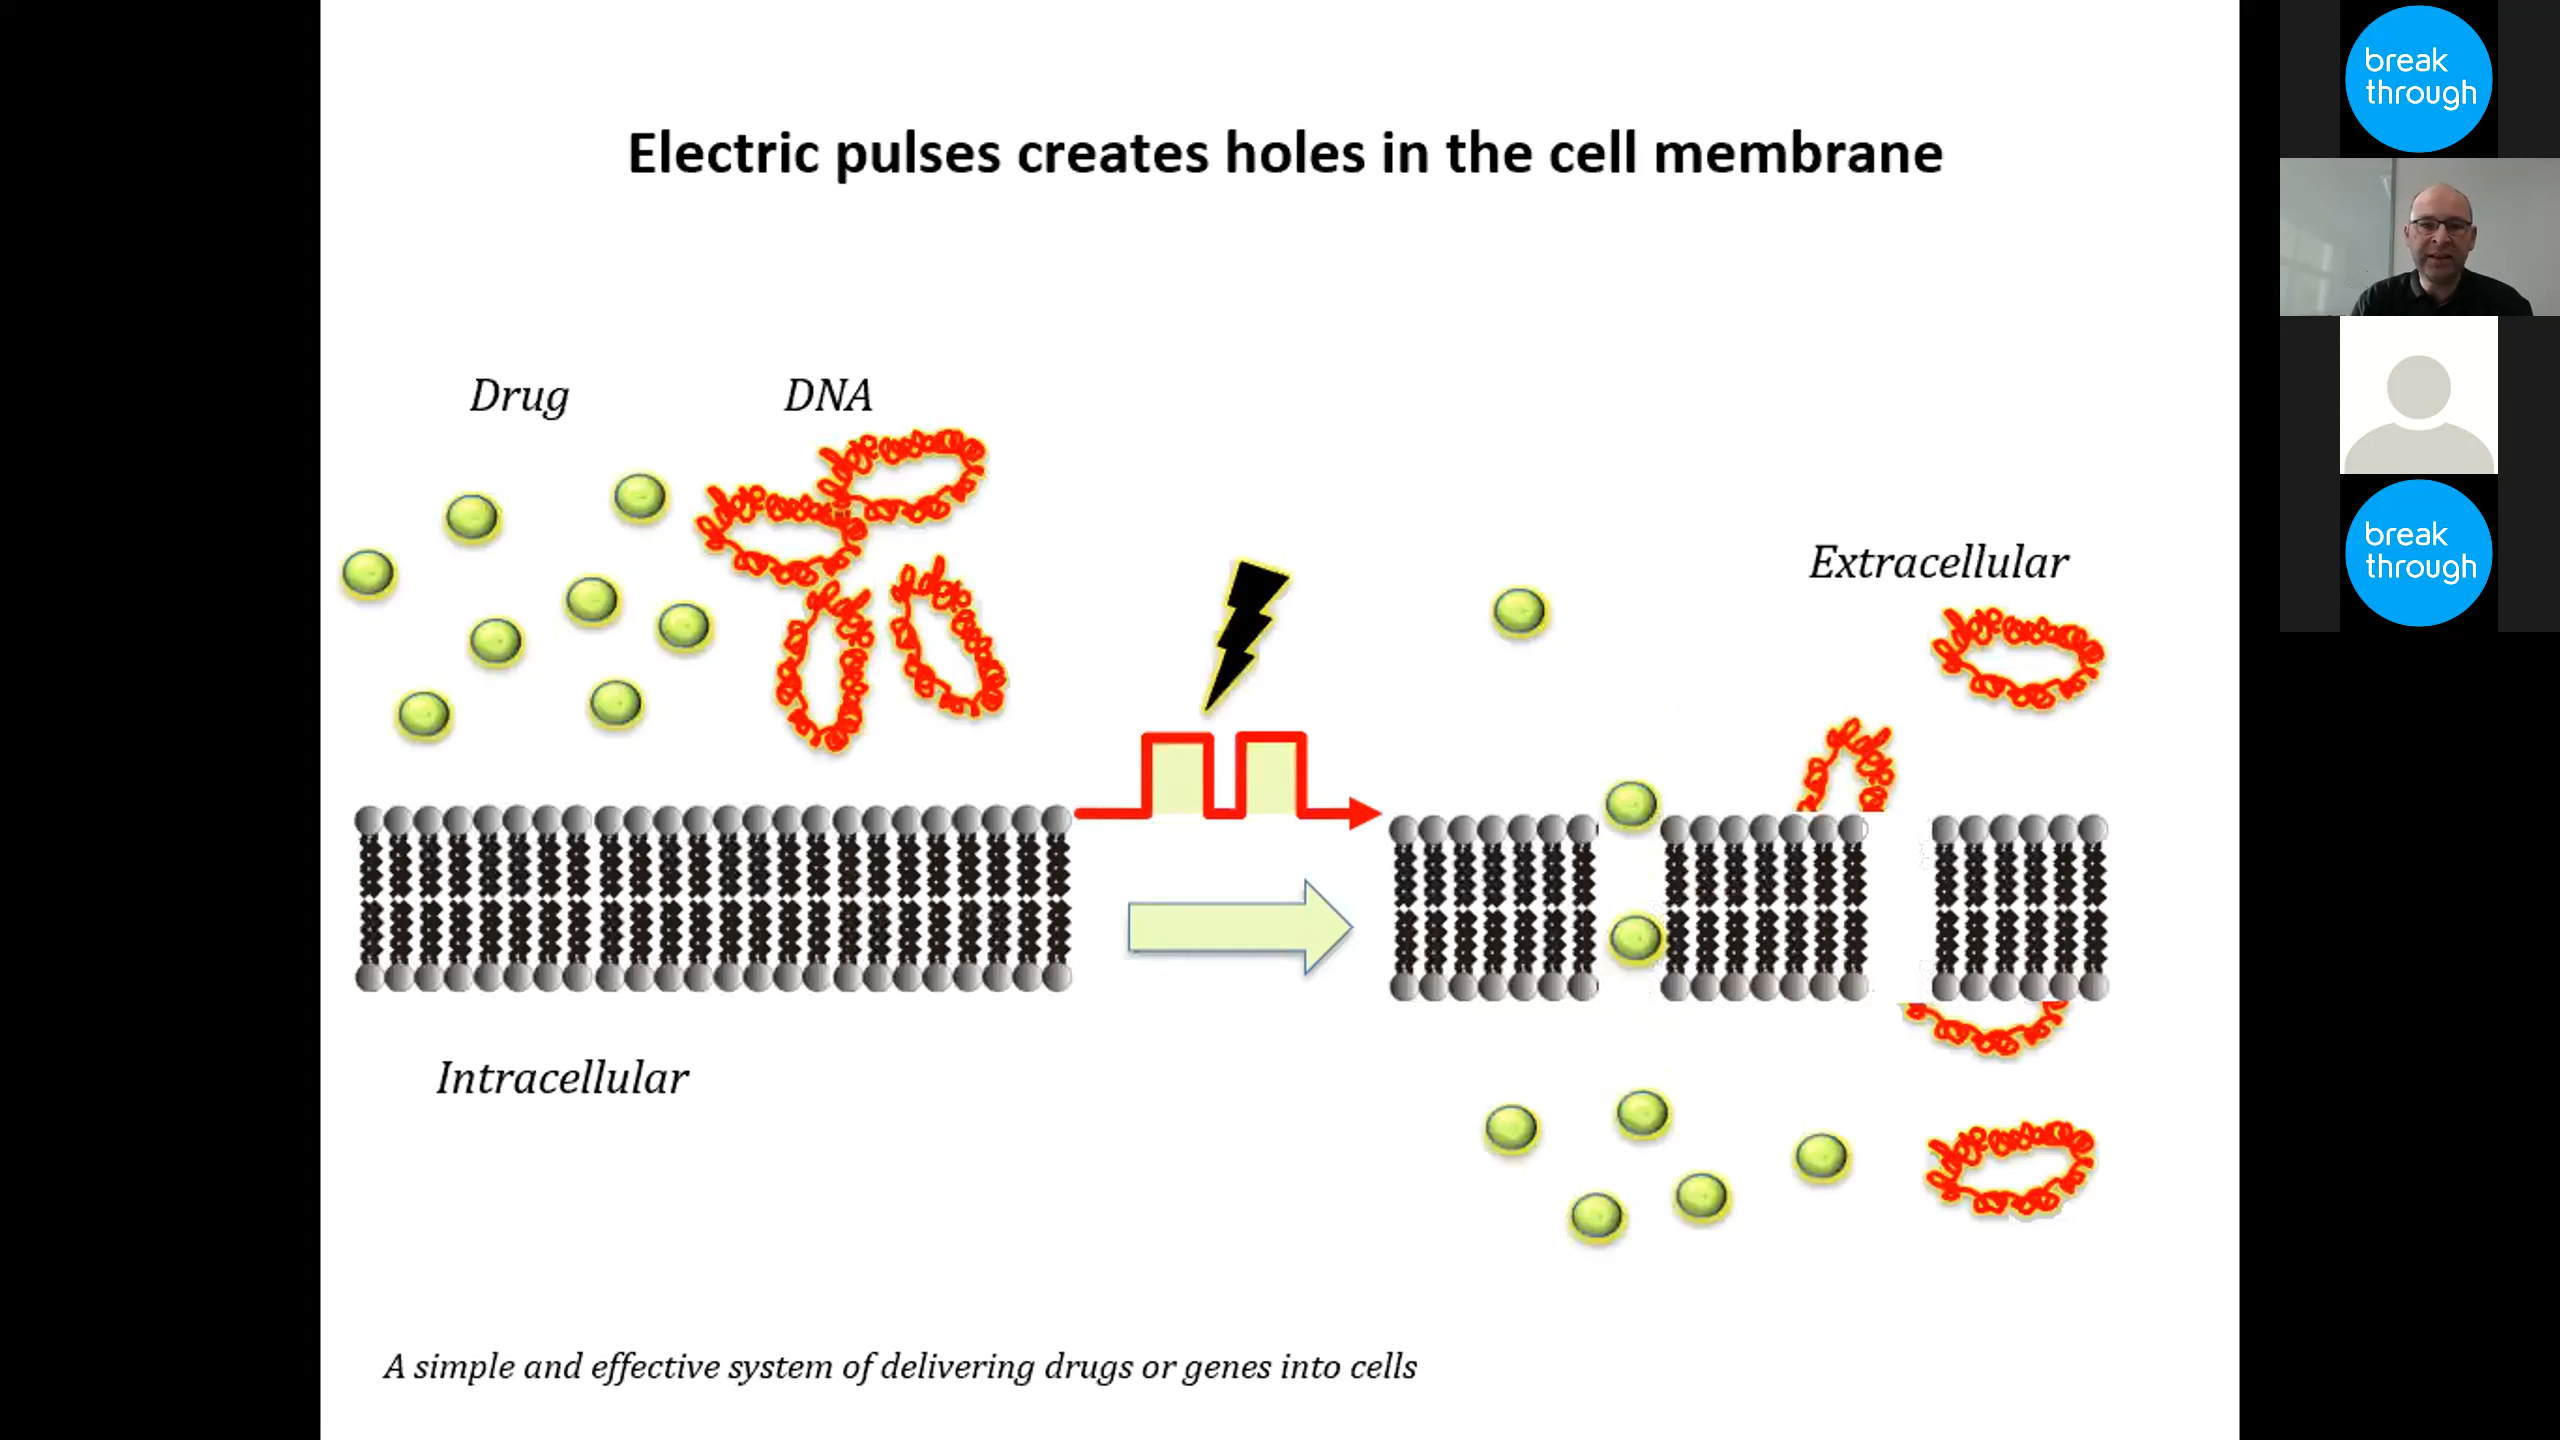 Electric pulses creates holes in the cell membrane
Drug
DNA
Extracellular
Intracellular
A simple and effective system of delivering drugs or genes into cells
break
through
break
through